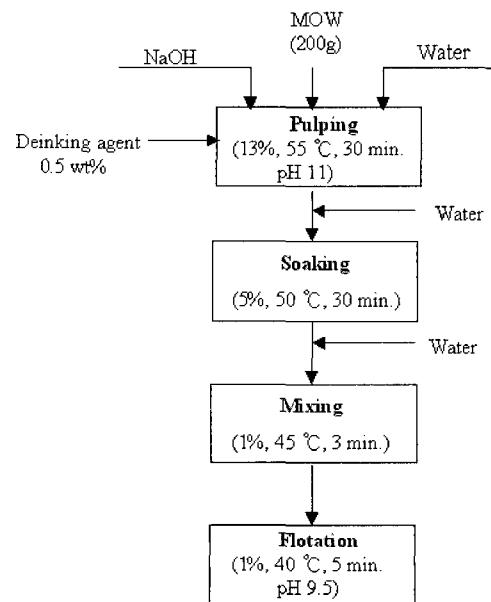 MOW
(200g)
NaOH
Water
Pulping
(13%, 55 ℃, 30 min.
pH 11)
Deinking agent
0.5 wt%
Water
Soaking
(5%, 50 ℃, 30 min.)
Water
Mixing
(1%, 45 ℃, 3 min.)
Flotation
(1%, 40 ℃, 5 min.
pH 9.5)